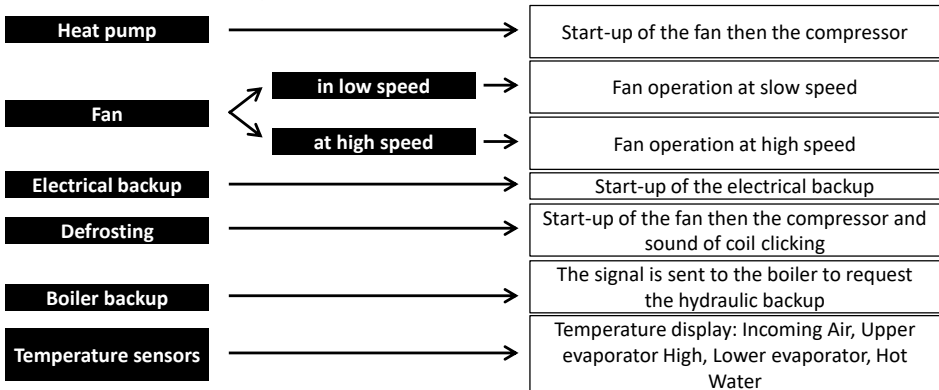 Heat pump
Start-up of the fan then the compressor
Fan
in low speed
Fan operation at slow speed
at high speed
Fan operation at high speed
Electrical backup
Start-up of the electrical backup
Defrosting
Start-up of the fan then the compressor and
sound of coil clicking
Boiler backup
The signal is sent to the boiler to request
the hydraulic backup
Temperature sensors
Temperature display: Incoming Air, Upper
evaporator High, Lower evaporator, Hot
Water